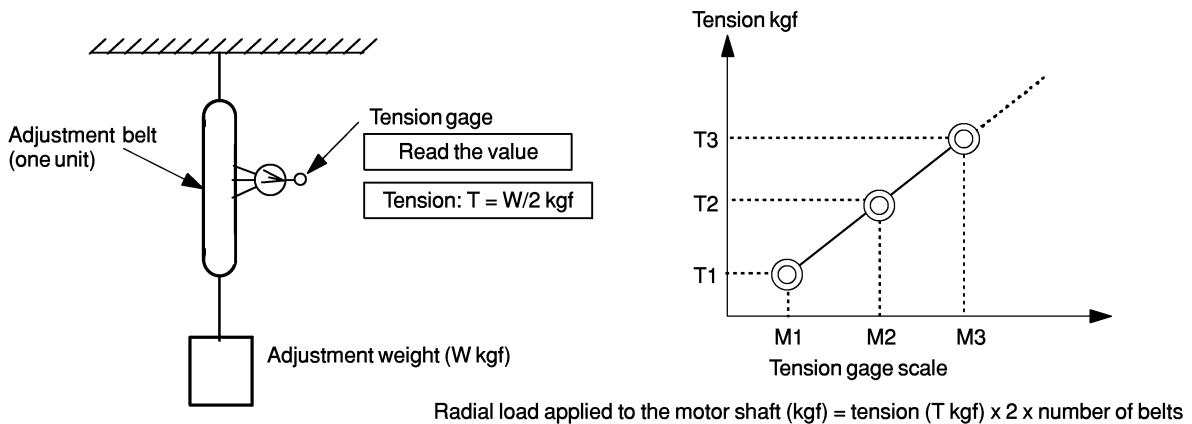 Tension kgf
Adjustment belt
(one unit)
Tension gage
Read the value
Tension: T = W/2 kgf
Adjustment weight (W kgf)
T3
T2
T1
M1 M2 M3
Tension gage scale
Radial load applied to the motor shaft (kgf) = tension (T kgf) x 2 x number of belts